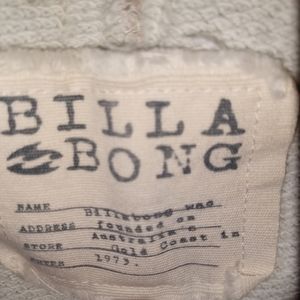 BILLA
BONG
NAME Billabong was
ADDRESS founded on
STORE Australia's
Gold Coast in
1973.